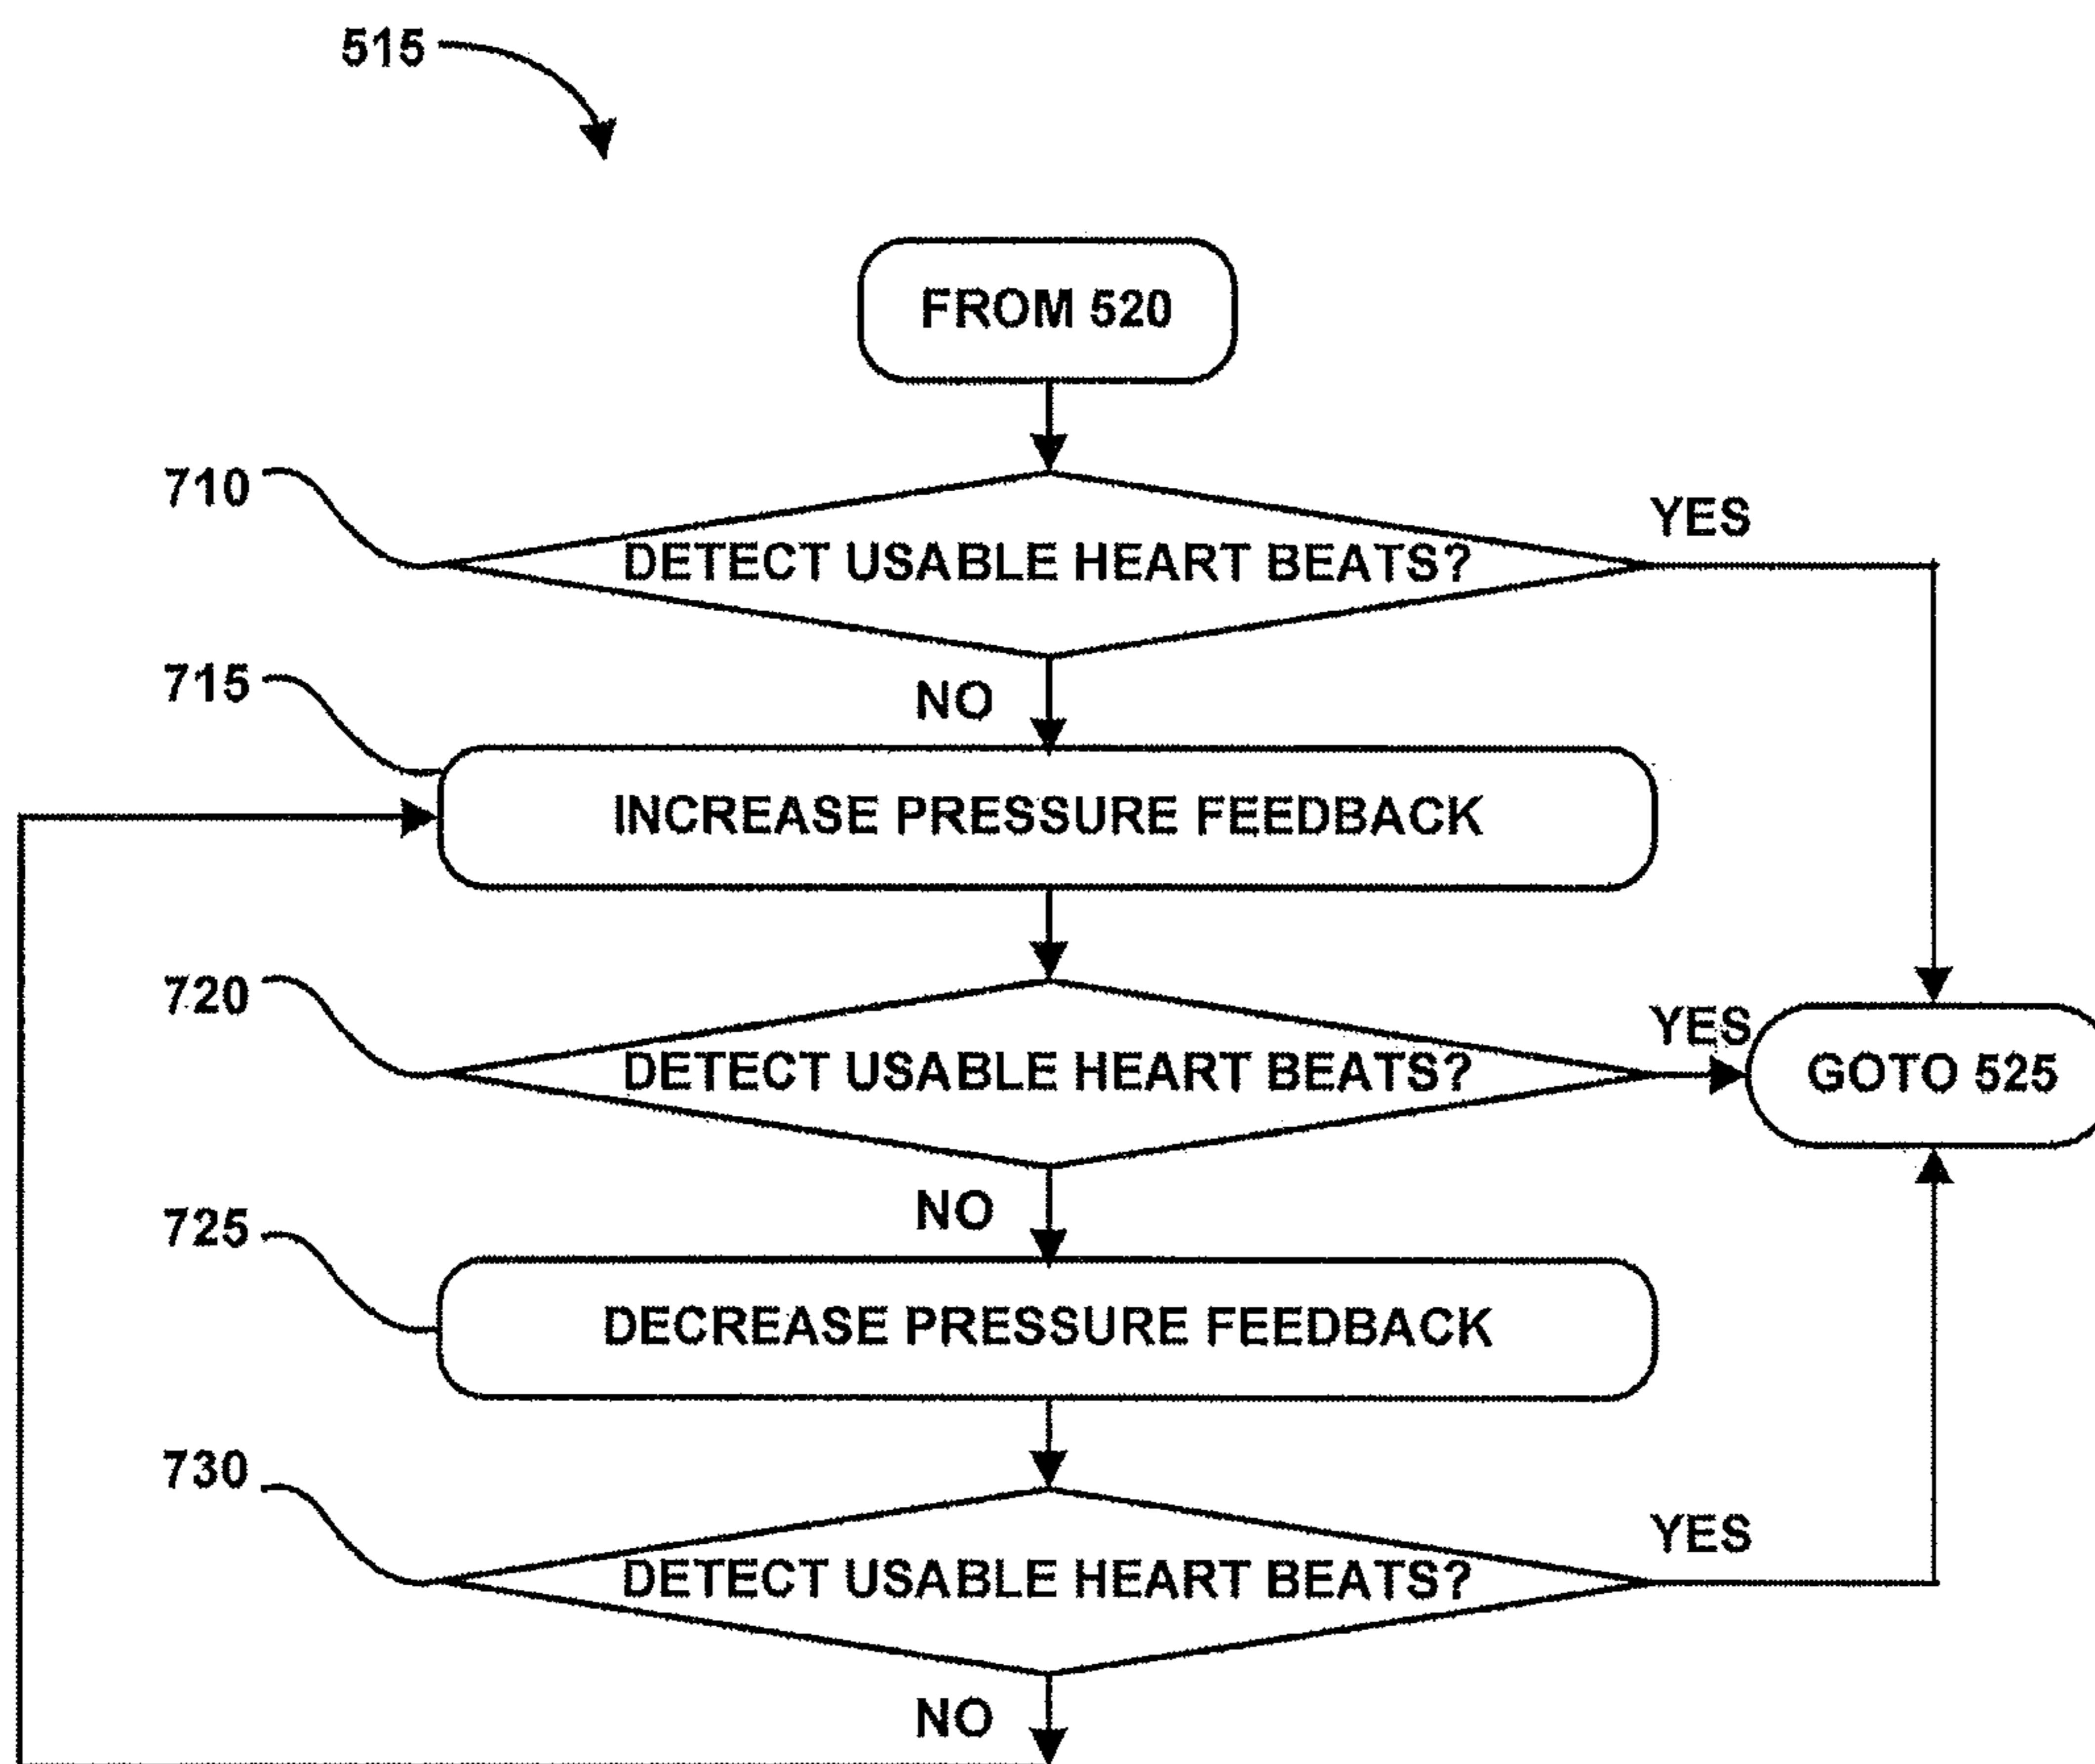 515
FROM 520
710
DETECT USABLE HEART BEATS?
YES
NO
715
INCREASE PRESSURE FEEDBACK
720
DETECT USABLE HEART BEATS?
YES
GOTO 525
NO
725
DECREASE PRESSURE FEEDBACK
730
DETECT USABLE HEART BEATS?
YES
NO